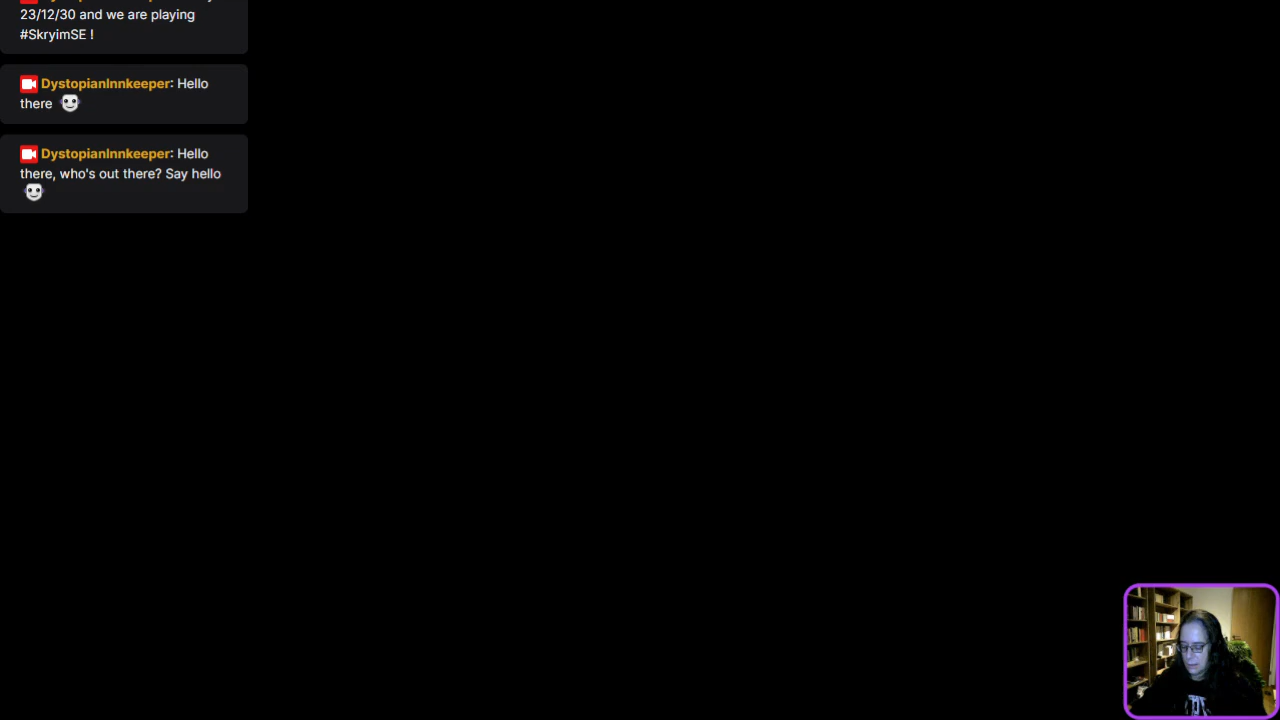 23/12/30 and we are playing
#SkryimSE !
DystopianInnkeeper: Hello
there
DystopianInnkeeper: Hello
there, who's out there? Say hello